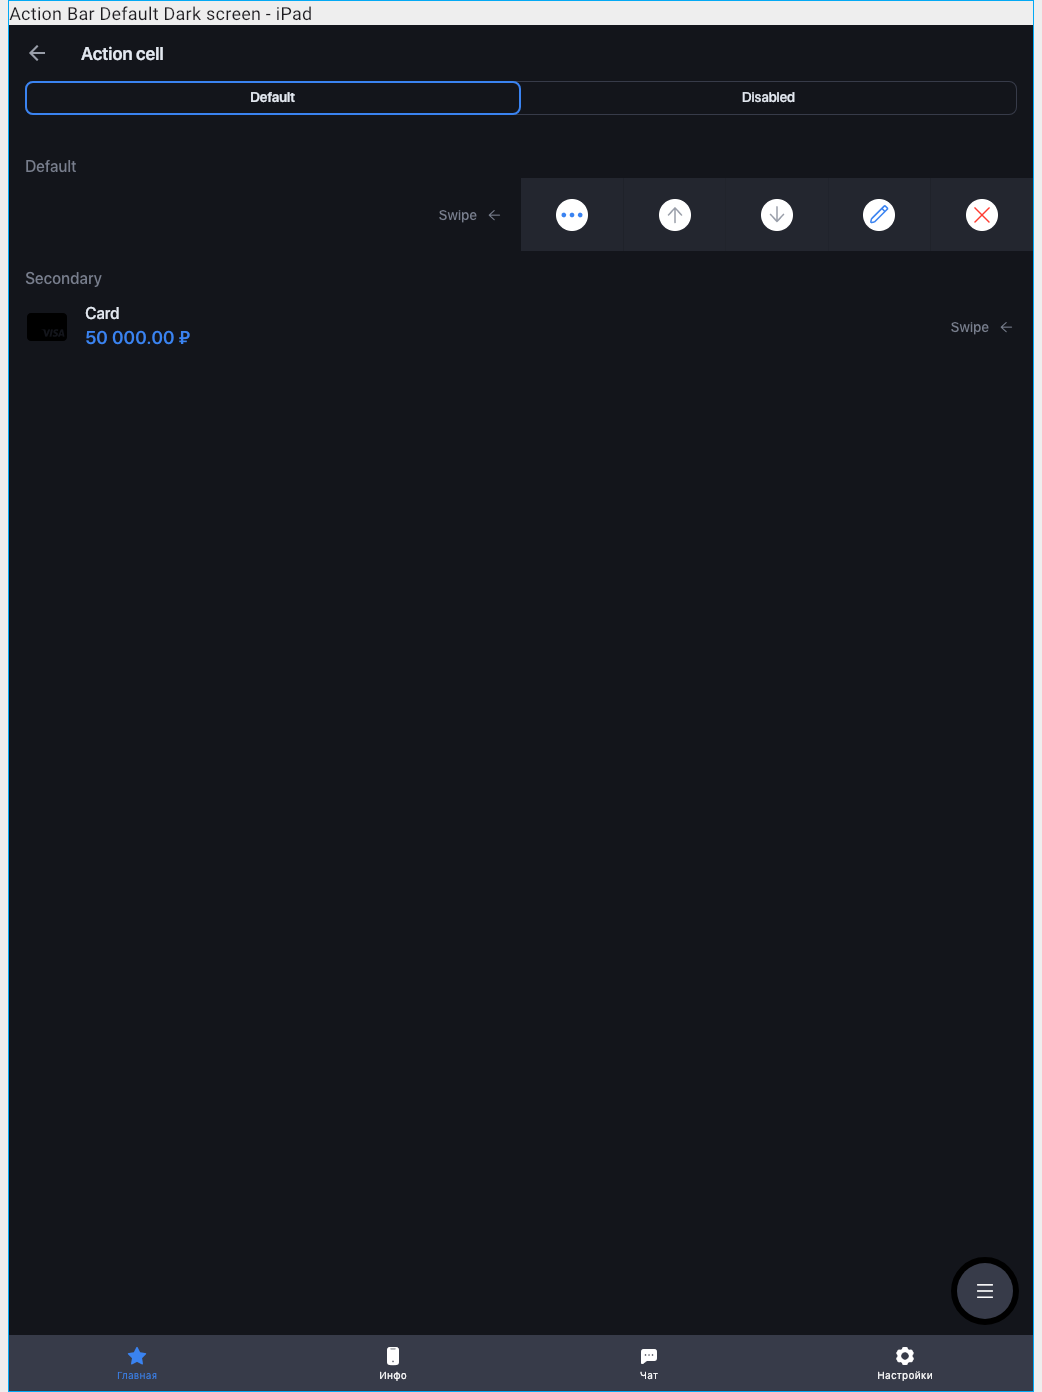 Action Bar Default Dark screen - iPad
Action cell
Default Disabled
Default
Swipe
Secondary
Card
VISA
50 000.00 ₽
Swipe
Главная Инфо Чат Настройки